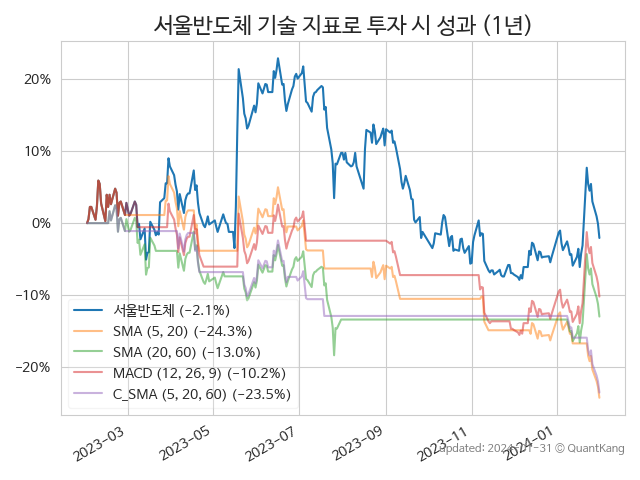 서울반도체 기술 지표로 투자 시 성과 (1년)
20%
10%
0%
−10%
−20%
서울반도체 (−2.1%)
SMA (5, 20) (−24.3%)
SMA (20, 60) (−13.0%)
MACD (12, 26, 9) (−10.2%)
C_SMA (5, 20, 60) (−23.5%)
2023-03
2023-05
2023-07
2023-09
2023-11
2024-01
updated: 2024-01-31 © QuantKang